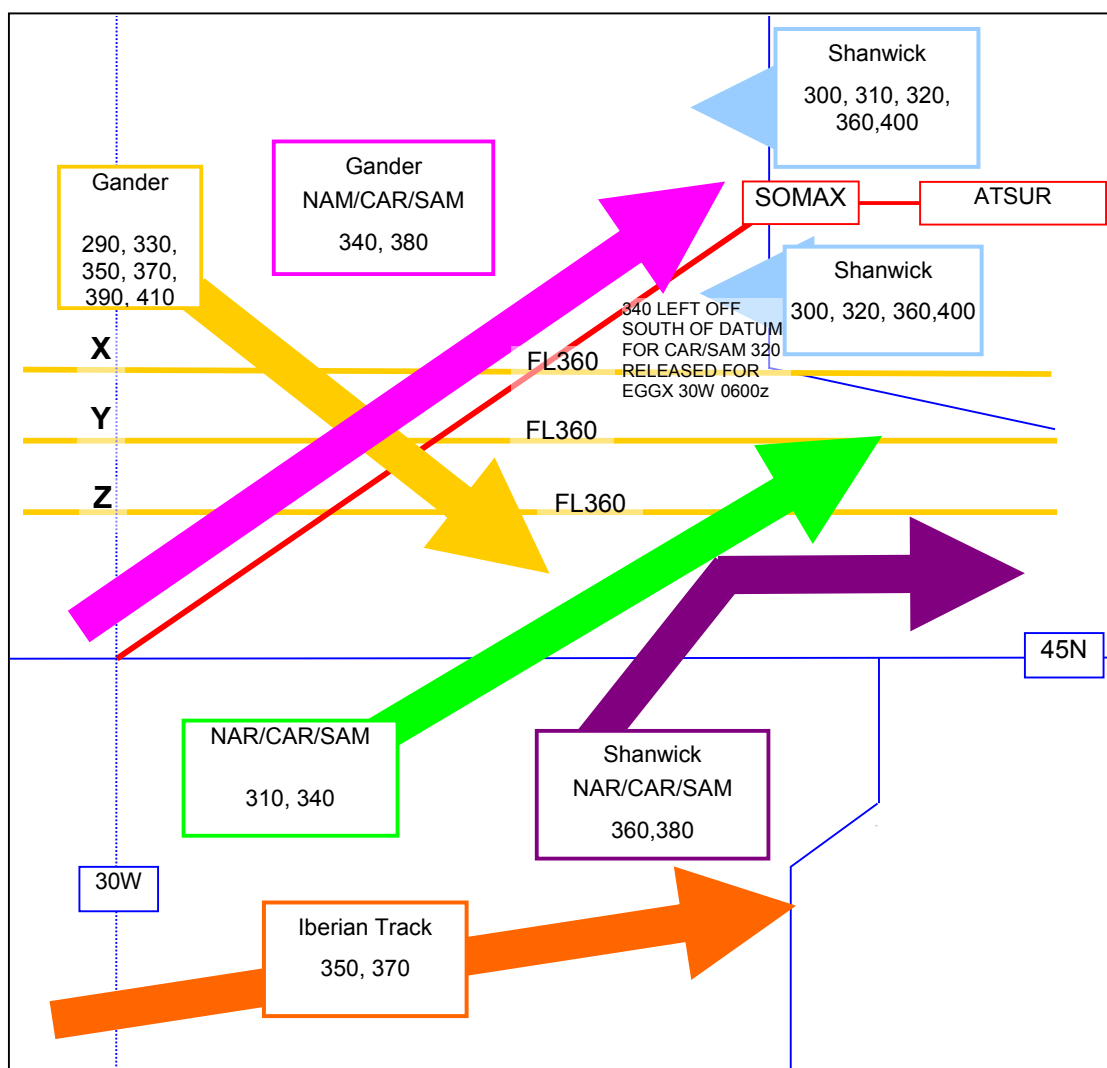 Shanwick
300, 310, 320,
360,400
Gander
290, 330,
350, 370,
390, 410
Gander
NAM/CAR/SAM
340, 380
SOMAX
ATSUR
Shanwick
300, 320, 360,400
340 LEFT OFF
SOUTH OF DATUM
FOR CAR/SAM 320
RELEASED FOR
EGGX 30W 0600z
X
FL360
Y
FL360
Z
FL360
45N
NAR/CAR/SAM
310, 340
Shanwick
NAR/CAR/SAM
360,380
30W
Iberian Track
350, 370